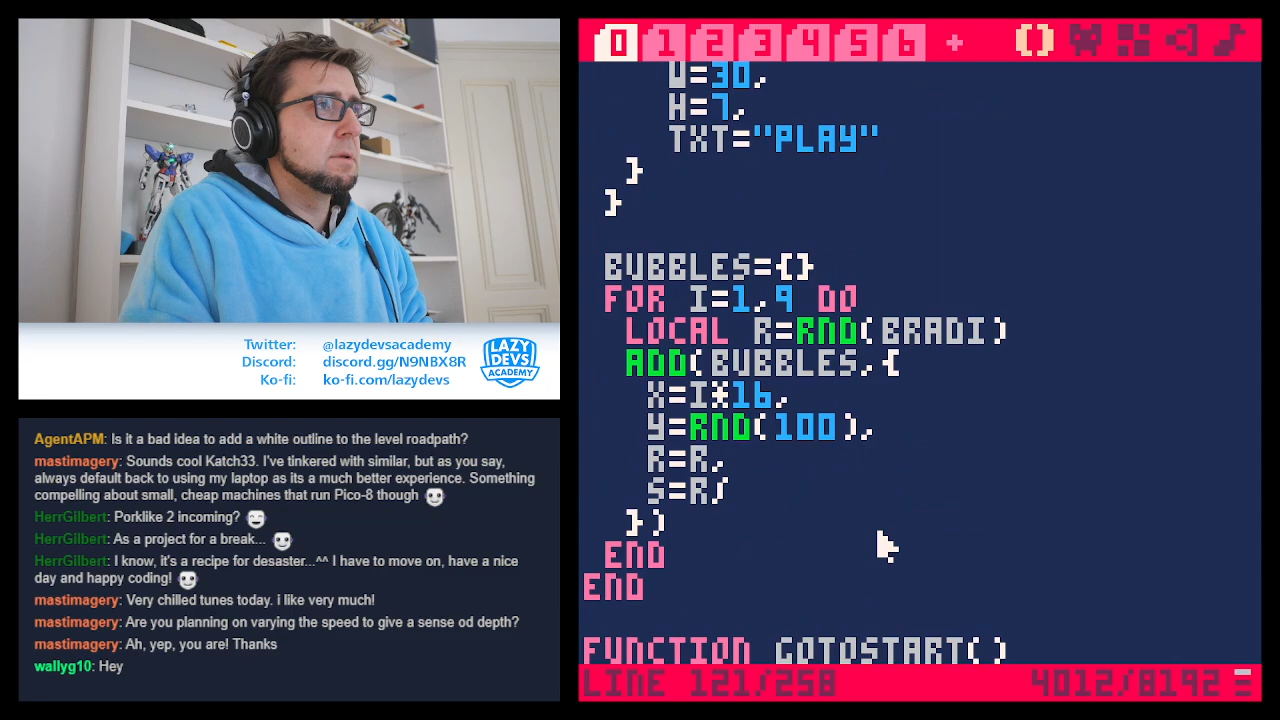 Twitter: @lazydevsacademy
Discord: discord.gg/N9NBX8R
Ko-fi: ko-fi.com/lazydevs
LAZY
DEVS
ACADEMY
AgentAPM: Is it a bad idea to add a white outline to the level roadpath?
mastimagery: Sounds cool Katch33. I've tinkered with similar, but as you say,
always default back to using my laptop as its a much better experience. Something
compelling about small, cheap machines that run Pico-8 though
HerrGilbert: Porklike 2 incoming?
HerrGilbert: As a project for a break...
HerrGilbert: I know, it's a recipe for desaster...^^ I have to move on, have a nice
day and happy coding!
mastimagery: Very chilled tunes today. i like very much!
mastimagery: Are you planning on varying the speed to give a sense od depth?
mastimagery: Ah, yep, you are! Thanks
wallyg10: Hey
0 1 2 3 4 5 6 +
W=30,
H=7,
TXT="PLAY"
}
}
BUBBLES={}
FOR I=1,9 DO
LOCAL R=RND(BRADI)
ADD(BUBBLES,{
X=I*16,
Y=RND(100),
R=R,
S=R/
})
END
END
FUNCTION GOTOSTART()
LINE 121/258 4012/8192